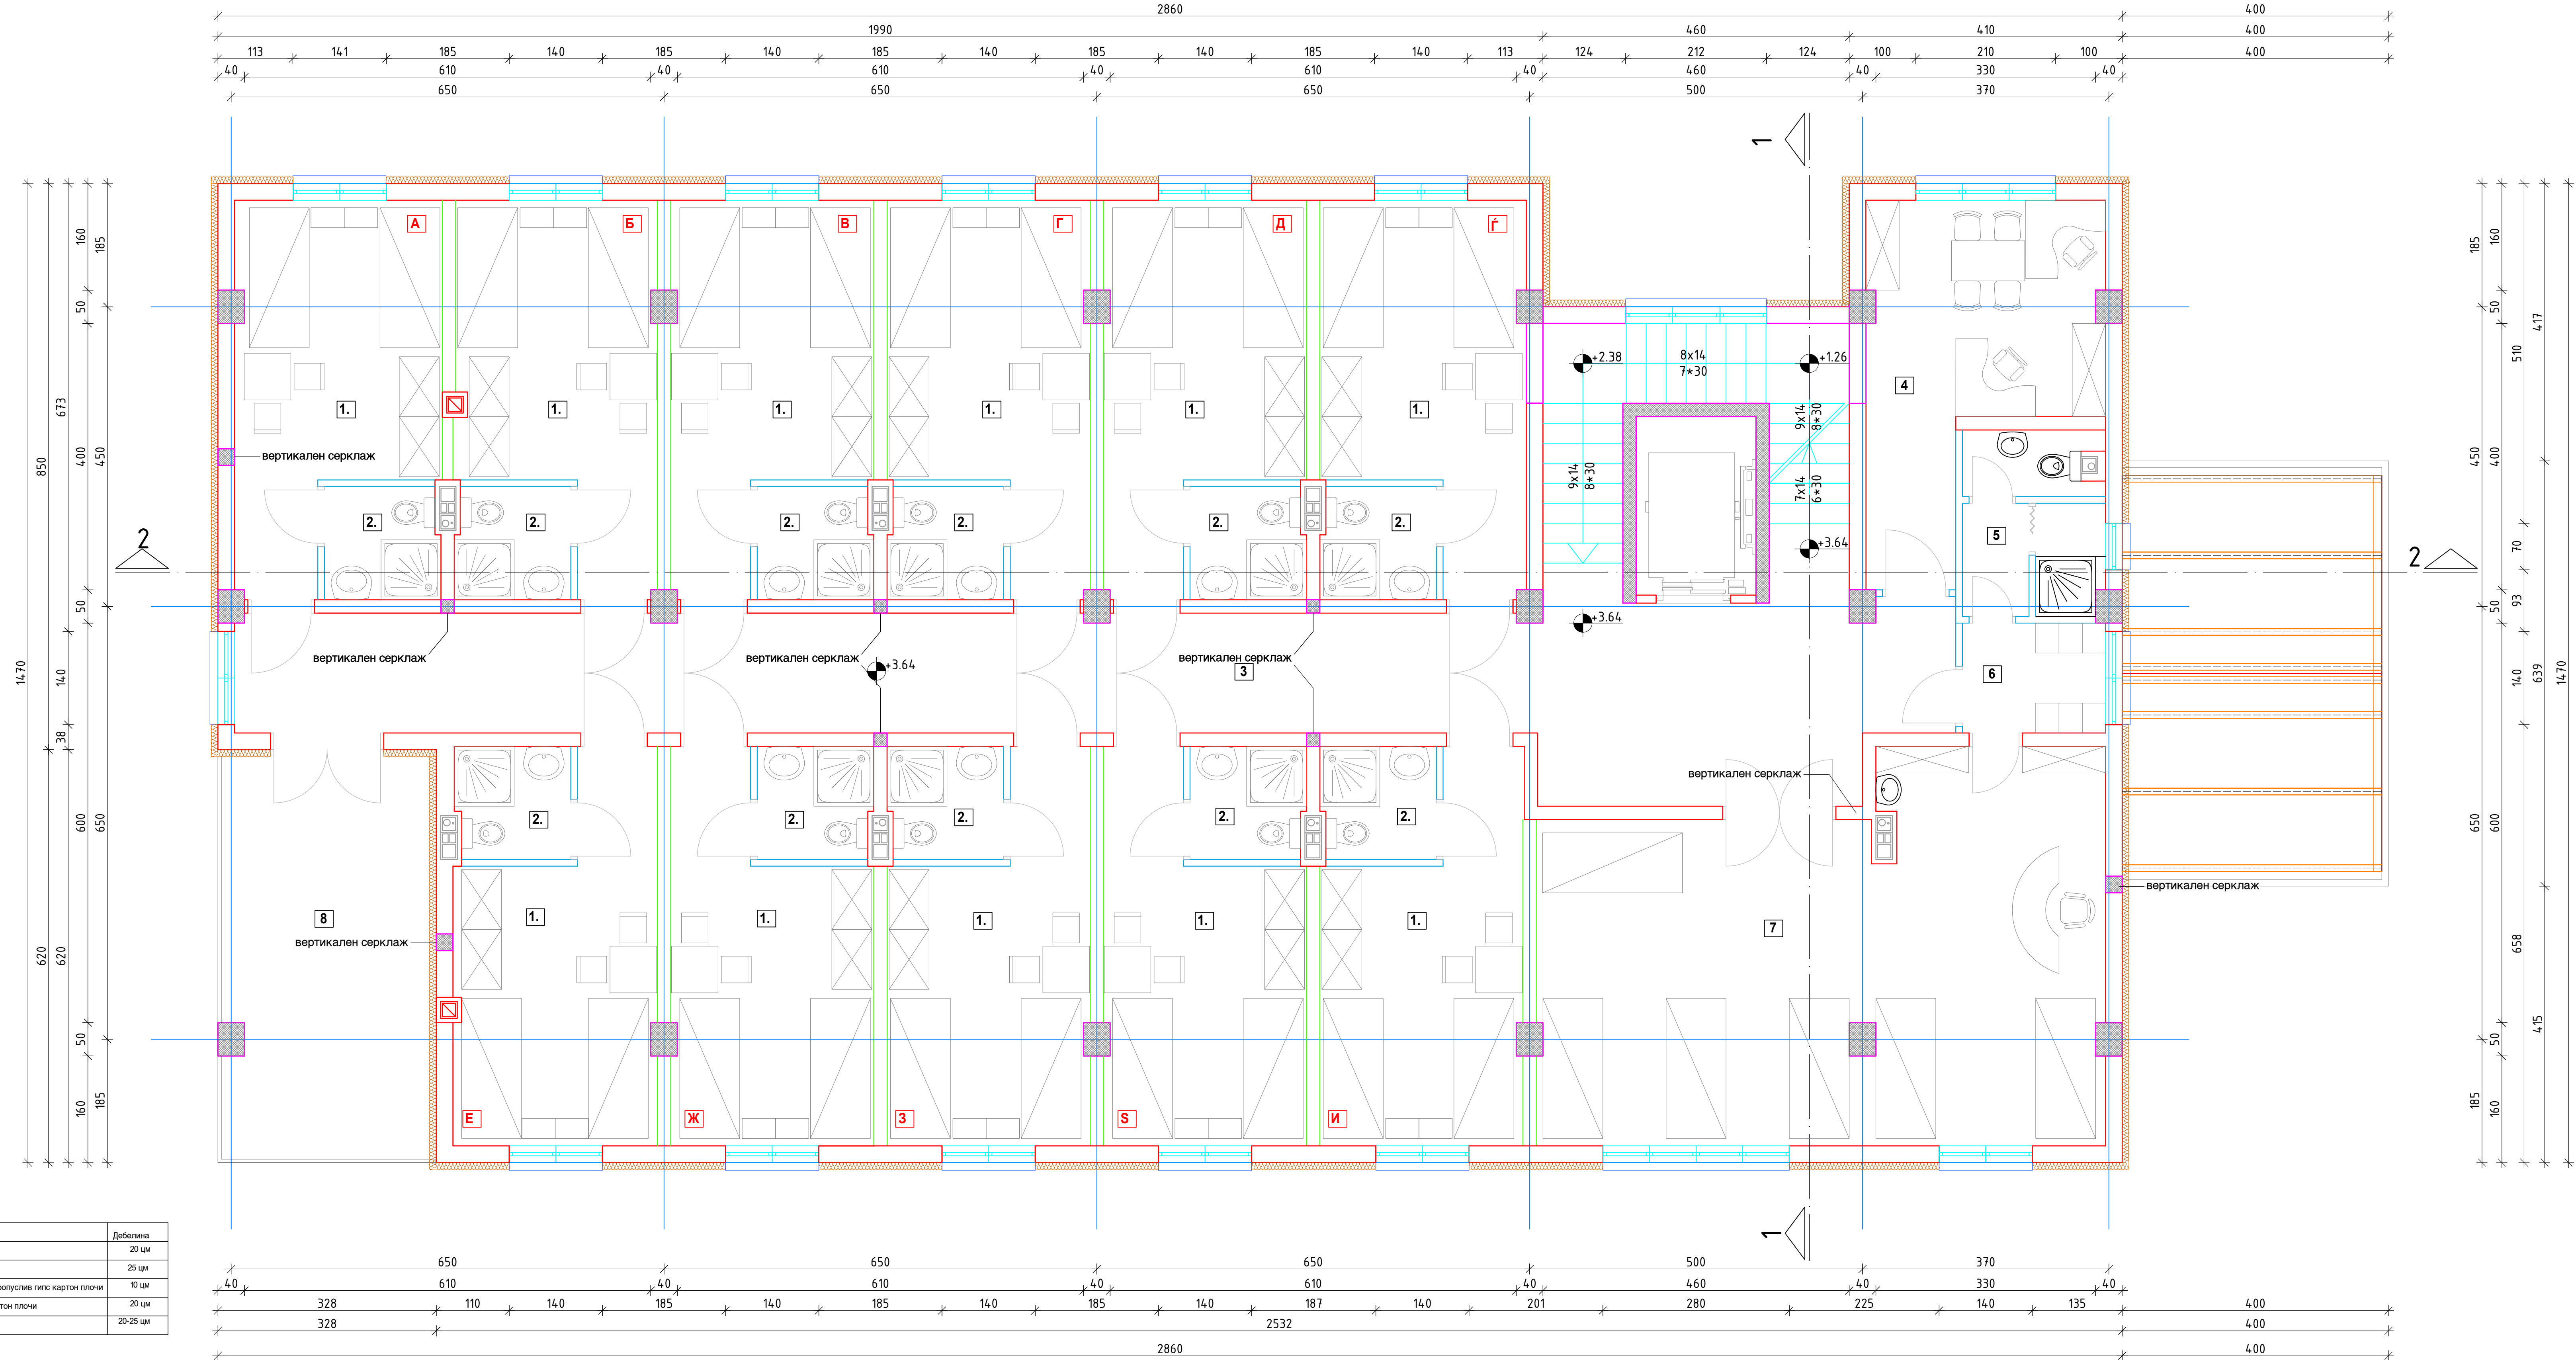 2860 400
1990 460 410 400
113 141 185 140 185 140 185 140 185 140 185 140 113 124 212 124 100 210 100 400
40 610 40 610 40 610 40 460 40 330 40
650 650 650 500 370
1
А Б В Г Д Ѓ
160 185 185 160
50 50 417
+2.38 8x14 +1.26
7*30
510
4
673
1. 1. 1. 1. 1. 1.
9x14
8*30
850 400 450 вертикален серклаж 450 400
9x14
8*30
7x14
6*30
2. 2. 2. 2. 2. 2.
5
2 +3.64 2
70
50 93 50
+3.64
вертикален серклаж вертикален серклаж вертикален серклаж
1470 140 +3.64 3 6 140 639 1470
38
вертикален серклаж
2. 2. 2. 2. 2.
600 650 650 600
вертикален серклаж
8 1. 1. 1. 1. 1. 7
вертикален серклаж
620 620 658
50 50 415
160 185 185 160
Е Ж З Ѕ И
1
Дебелина
20 цм
25 цм
опуслив гипс картон плочи 10 цм
тон плочи 20 цм
20-25 цм
650 650 650 500 370
40 610 40 610 40 610 40 460 40 330 40
328 110 140 185 140 185 140 185 140 187 140 201 280 225 140 135 400
328 2532 400
2860 400